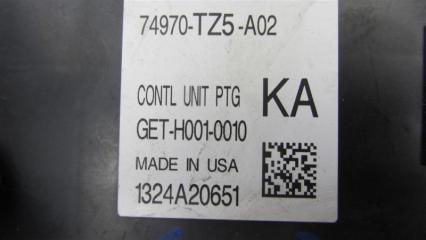 74970-TZ5-A02
CONTL UNIT PTG KA
GET-H001-0010
MADE IN USA
1324A20651